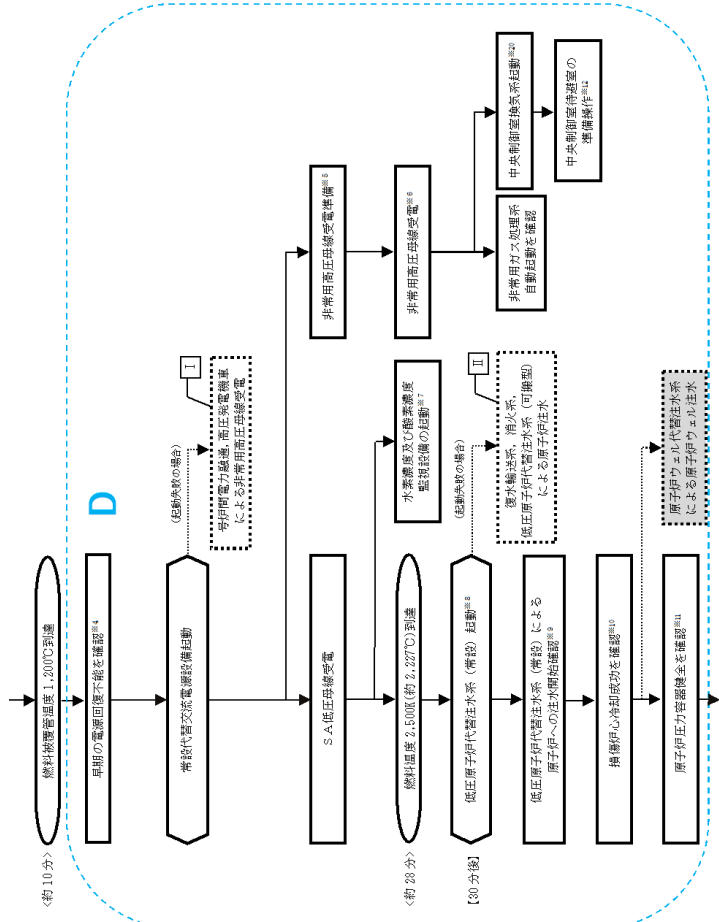 D
<約 10 分>
燃料被覆管温度 1,200℃到達
早期の電源回復不能を確認※4
常設代替交流電源設備起動
(起動失敗の場合)
Ⅰ
号炉間電力融通,高圧発電機車
による非常用高圧母線受電
SA低圧母線受電
非常用高圧母線受電準備※5
非常用高圧母線受電※6
非常用ガス処理系
自動起動を確認
中央制御室換気系起動※20
中央制御室待避室の
準備操作※12
水素濃度及び酸素濃度
監視設備の起動※7
<約 28 分>
燃料温度 2,500K(約 2,227℃)到達
【30 分後】
低圧原子炉代替注水系(常設)起動※8
(起動失敗の場合)
Ⅱ
復水輸送系,消火系,
低圧原子炉代替注水系(可搬型)
による原子炉注水
低圧原子炉代替注水系(常設)による
原子炉への注水開始確認※9
損傷炉心冷却成功を確認※10
原子炉ウェル代替注水系
による原子炉ウェル注水
原子炉圧力容器健全を確認※11